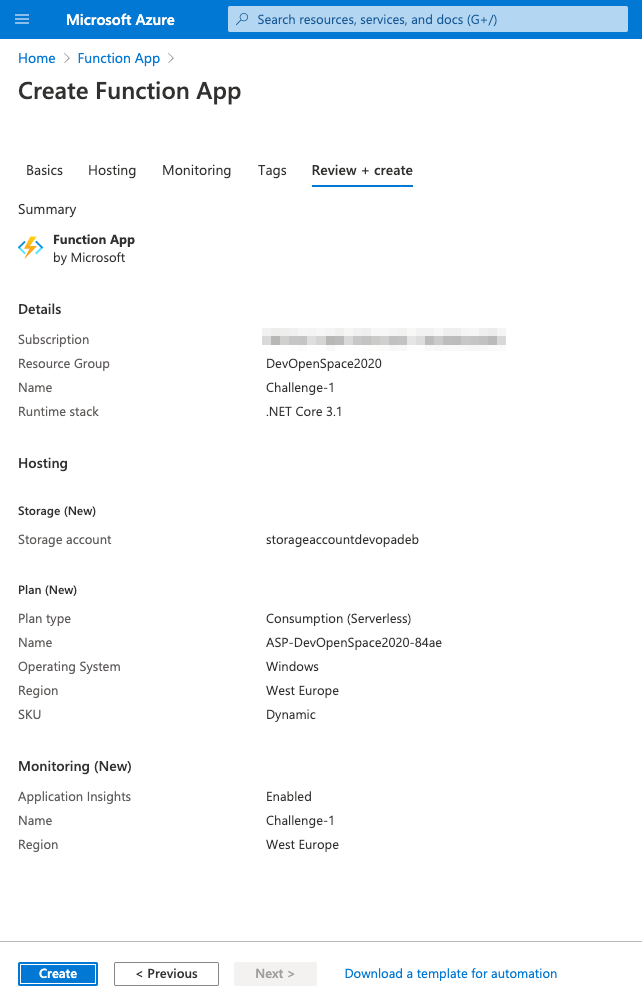 Microsoft Azure
Search resources, services, and docs (G+/)
Home > Function App >
Create Function App
Basics Hosting Monitoring Tags Review + create
Summary
Function App
by Microsoft
Details
Subscription
Resource Group DevOpenSpace2020
Name Challenge-1
Runtime stack .NET Core 3.1
Hosting
Storage (New)
Storage account storageaccountdevopadeb
Plan (New)
Plan type Consumption (Serverless)
Name ASP-DevOpenSpace2020-84ae
Operating System Windows
Region West Europe
SKU Dynamic
Monitoring (New)
Application Insights Enabled
Name Challenge-1
Region West Europe
Create < Previous Next > Download a template for automation